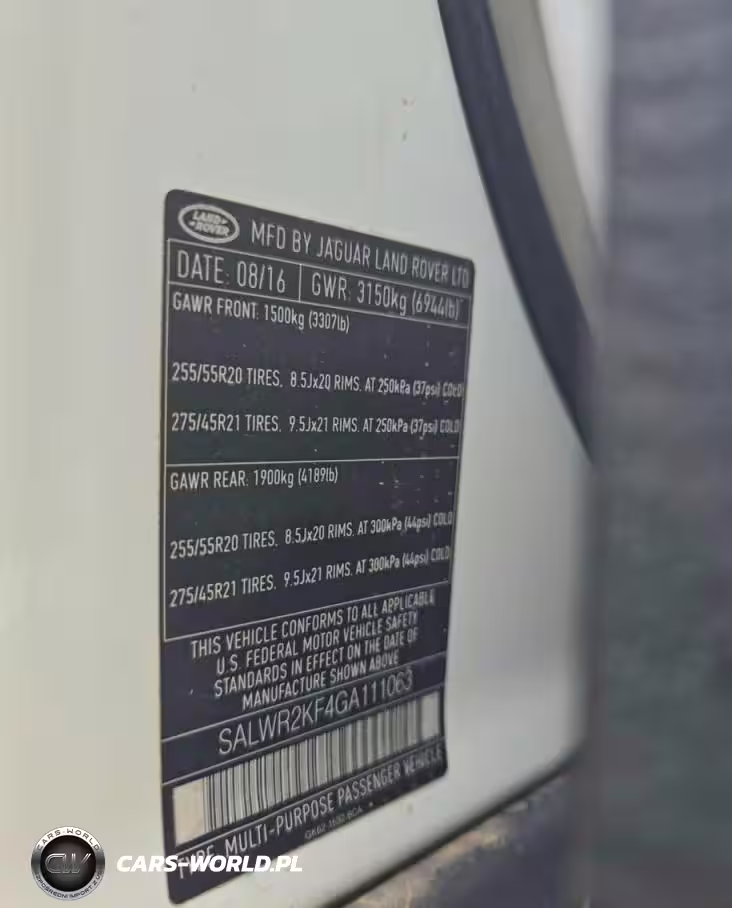 LAND ROVER
MFD BY JAGUAR LAND ROVER LTD
DATE: 08/16 GWR: 3150kg (6944lb)
GAWR FRONT: 1500kg (3307lb)
255/55R20 TIRES, 8.5Jx20 RIMS. AT 250kPa (37psi) COLD
275/45R21 TIRES, 9.5Jx21 RIMS. AT 250kPa (37psi) COLD
GAWR REAR: 1900kg (4189lb)
255/55R20 TIRES, 8.5Jx20 RIMS. AT 300kPa (44psi) COLD
275/45R21 TIRES, 9.5Jx21 RIMS. AT 300kPa (44psi) COLD
THIS VEHICLE CONFORMS TO ALL APPLICABLE
U.S. FEDERAL MOTOR VEHICLE SAFETY
STANDARDS IN EFFECT ON THE DATE OF
MANUFACTURE SHOWN ABOVE
SALWR2KF4GA111063
TYPE: MULTI-PURPOSE PASSENGER VEHICLE
CARS-WORLD
CW
CARS-WORLD.PL